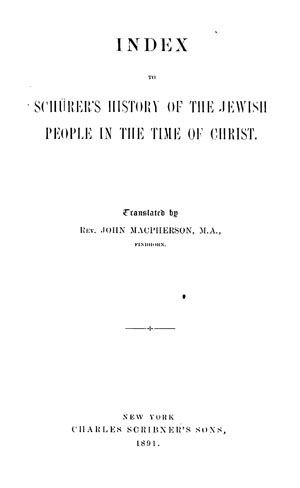 INDEX
TO
SCHÜRER'S HISTORY OF THE JEWISH
PEOPLE IN THE TIME OF CHRIST.
Translated by
REV. JOHN MACPHERSON, M.A.,
FINDHORN.
NEW YORK
CHARLES SCRIBNER'S SONS,
1891.